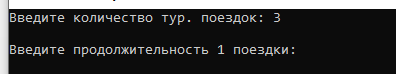 Введите количество тур. поездок: 3
Введите продолжительность 1 поездки: